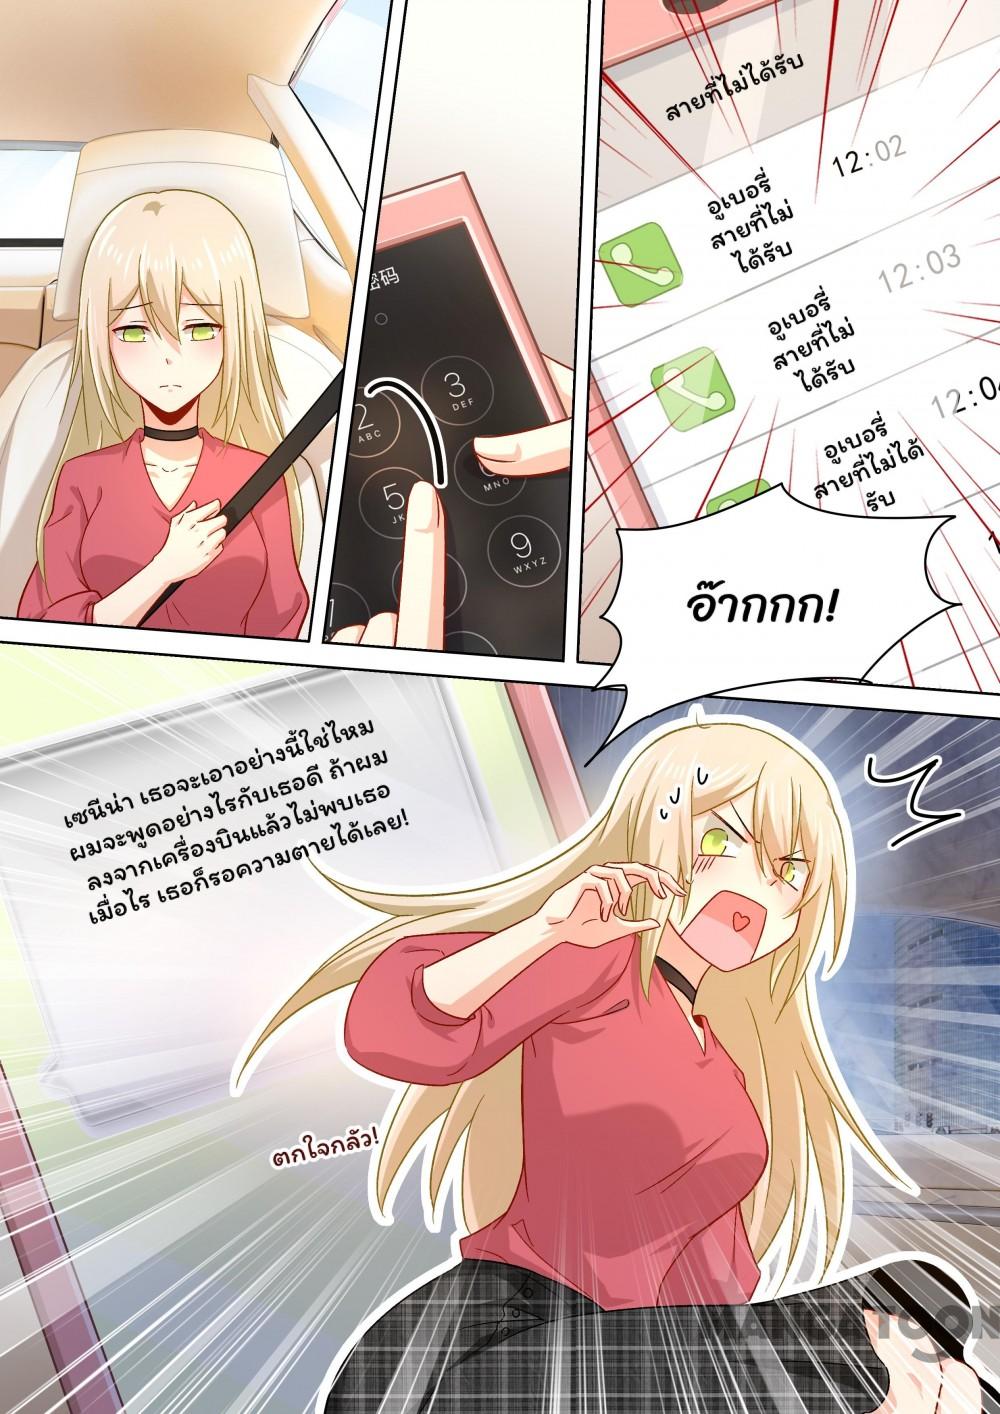 密码
2
ABC
3
DEF
5
MNO
9
WXYZ
สายที่ไม่ได้รับ
อูเบอรี่
สายที่ไม่
ได้รับ
12:02
อูเบอรี่
สายที่ไม่
ได้รับ
12:03
อูเบอรี่
สายที่ไม่ได้
รับ
12:04
อ๊ากกก!
เซนีน่า เธอจะเอาอย่างนี้ใช่ไหม
ผมจะพูดอย่างไรกับเธอดี ถ้าผม
ลงจากเครื่องบินแล้วไม่พบเธอ
เมื่อไร เธอก็รอความตายได้เลย!
ตกใจกลัว!
MANGATOON